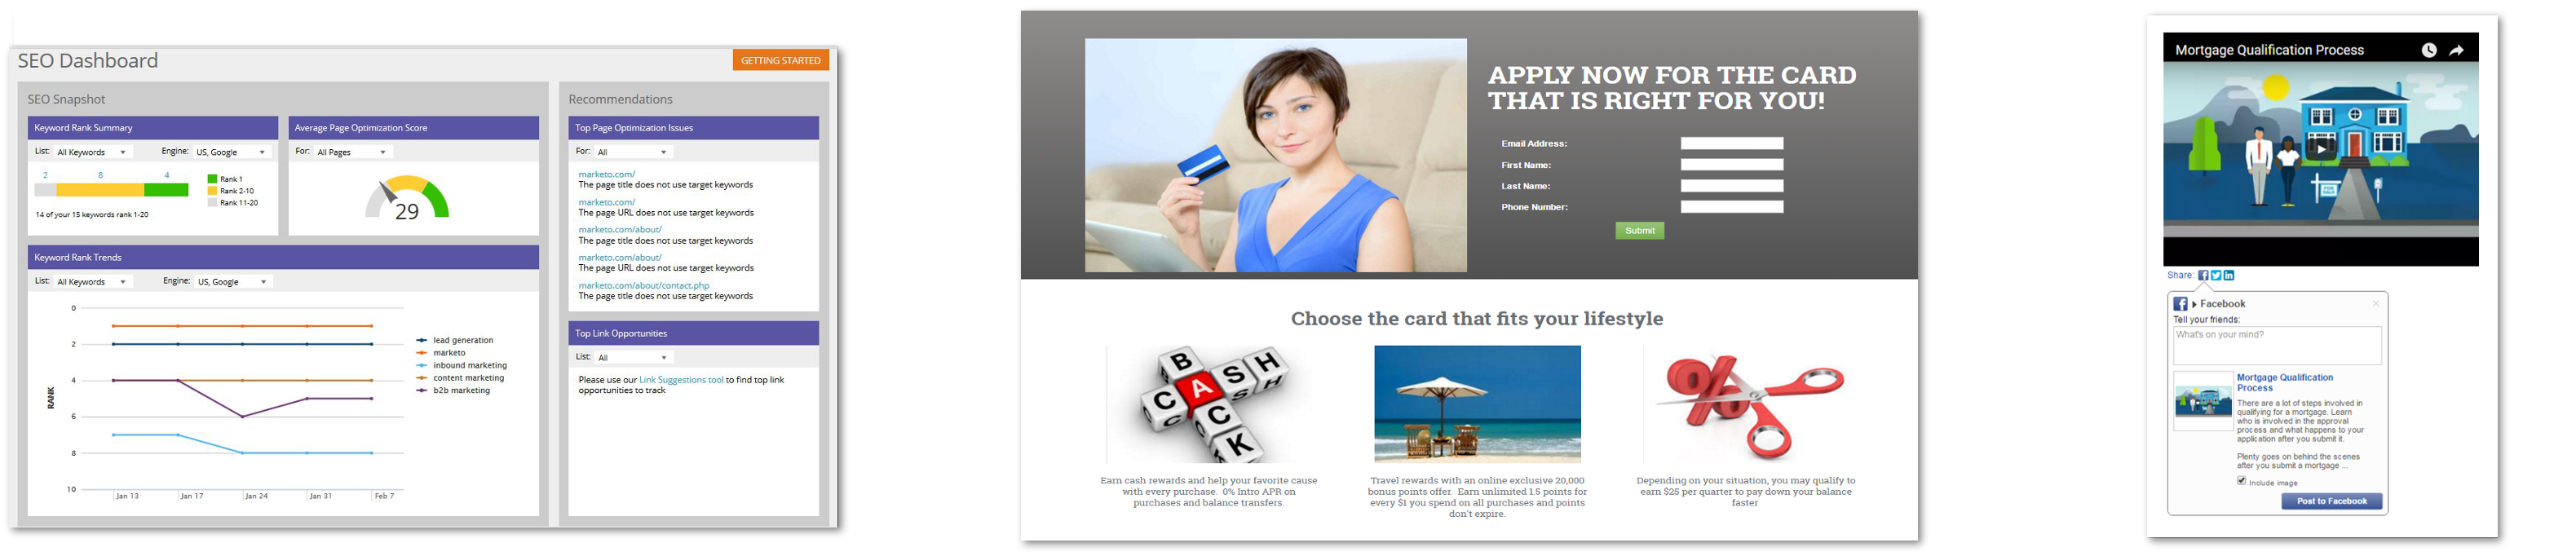 SEO Dashboard
GETTING STARTED
SEO Snapshot
Keyword Rank Summary
List: All Keywords
Engine: US, Google
2 8 4
Rank 1
Rank 2-10
Rank 11-20
14 of your 15 keywords rank 1-20
Average Page Optimization Score
For: All Pages
29
Keyword Rank Trends
List: All Keywords
Engine: US, Google
0
2
4
6
8
10
RANK
Jan 13
Jan 17
Jan 24
Jan 31
Feb 7
lead generation
marketo
inbound marketing
content marketing
b2b marketing
Recommendations
Top Page Optimization Issues
For: All
marketo.com/
The page title does not use target keywords
marketo.com/
The page URL does not use target keywords
marketo.com/about/
The page title does not use target keywords
marketo.com/about/
The page URL does not use target keywords
marketo.com/about/contact.php
The page title does not use target keywords
Top Link Opportunities
List: All
Please use our Link Suggestions tool to find top link
opportunities to track
APPLY NOW FOR THE CARD
THAT IS RIGHT FOR YOU!
Email Address:
First Name:
Last Name:
Phone Number:
Submit
Choose the card that fits your lifestyle
CASH
BACK
%
Earn cash rewards and help your favorite cause
with every purchase. 0% Intro APR on
purchases and balance transfers.
Travel rewards with an online exclusive 20,000
bonus points offer. Earn unlimited 1.5 points for
every $1 you spend on all purchases and points
don't expire.
Depending on your situation, you may qualify to
earn $25 per quarter to pay down your balance
faster
Mortgage Qualification Process
Share:
Facebook
Tell your friends:
What's on your mind?
Mortgage Qualification
Process
There are a lot of steps involved in
qualifying for a mortgage. Learn
who is involved in the approval
process and what happens to your
application after you submit it.
Plenty goes on behind the scenes
after you submit a mortgage ...
Include image
Post to Facebook